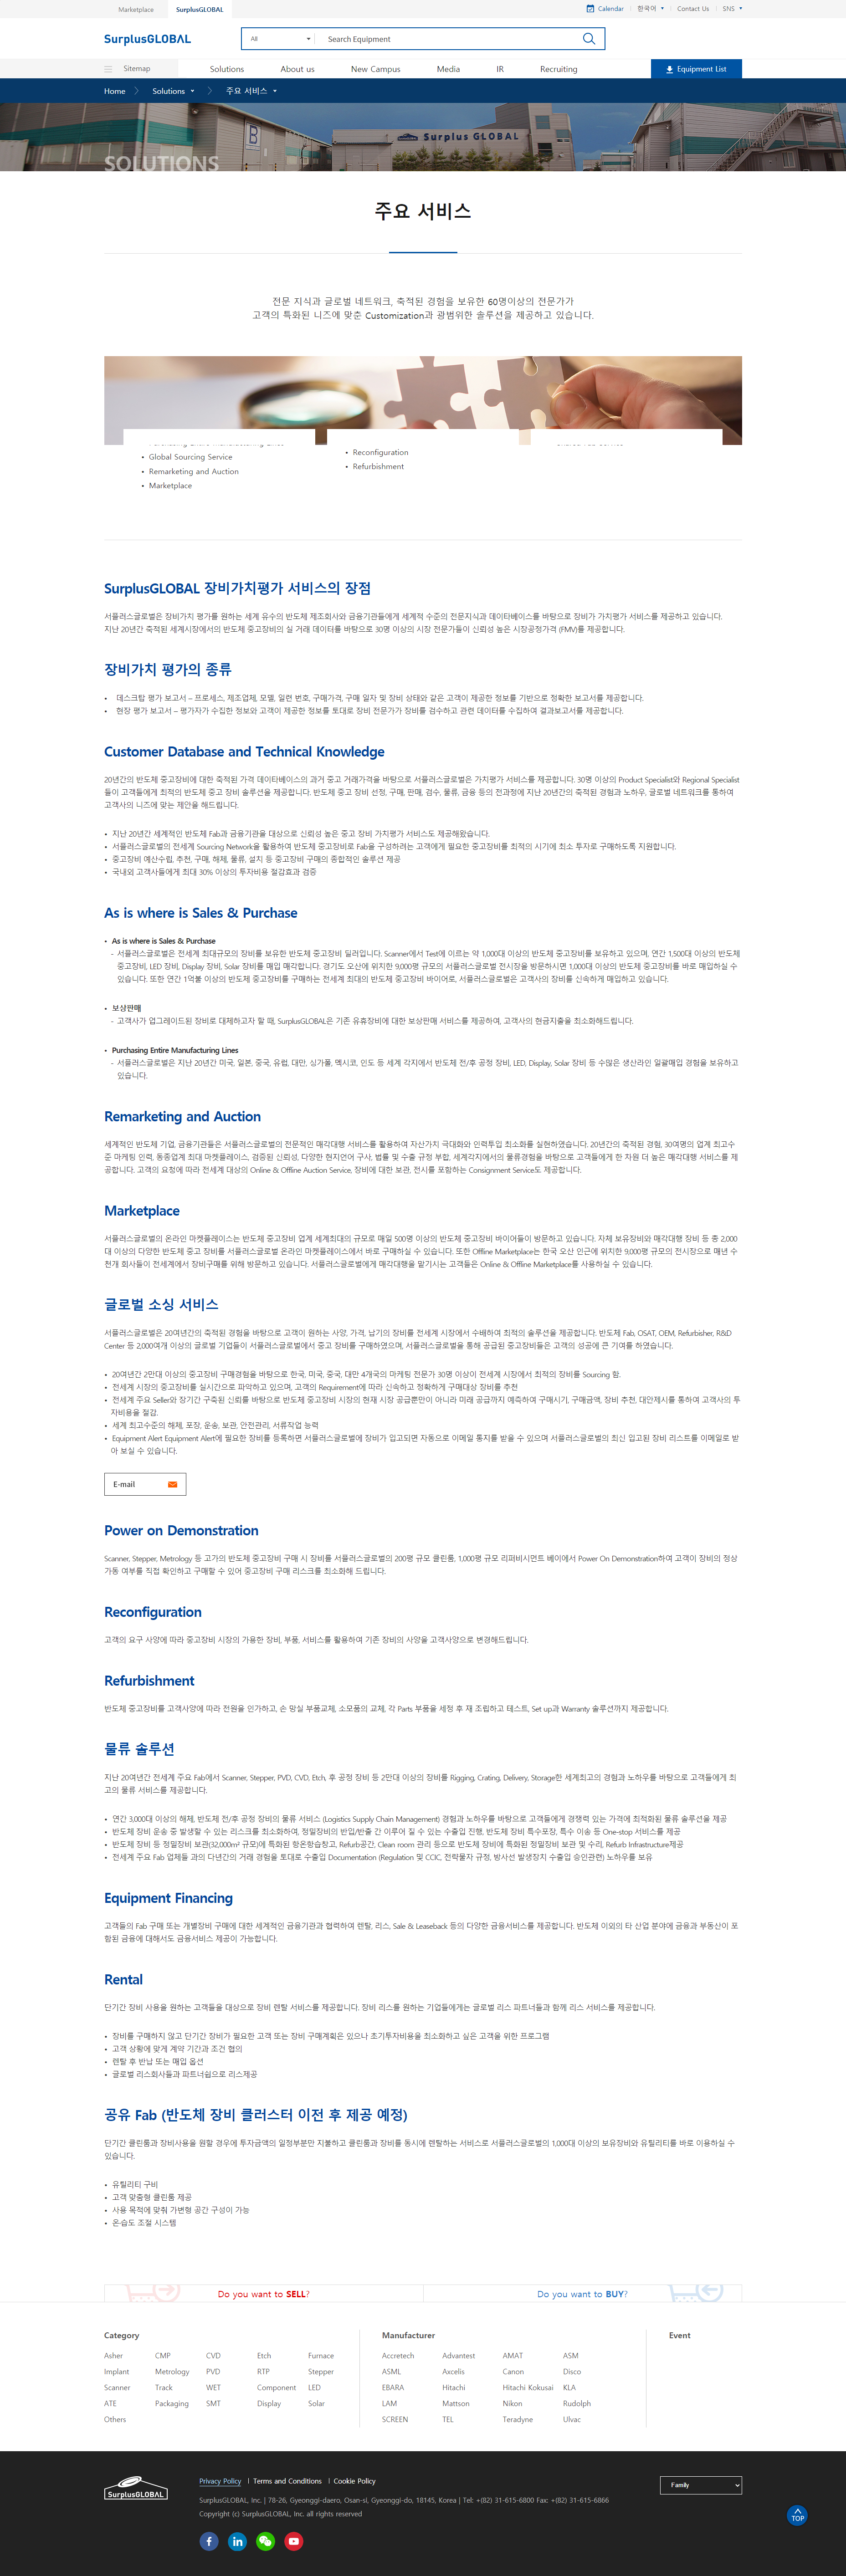 Marketplace
SurplusGLOBAL
Calendar
한국어
Contact Us
SNS
SurplusGLOBAL
All
Search Equipment
Sitemap
Solutions
About us
New Campus
Media
IR
Recruiting
Equipment List
Home
Solutions
주요 서비스
B
Surplus GLOBAL
SOLUTIONS
주요 서비스
전문 지식과 글로벌 네트워크, 축적된 경험을 보유한 60명이상의 전문가가
고객의 특화된 니즈에 맞춘 Customization과 광범위한 솔루션을 제공하고 있습니다.
• Global Sourcing Service
• Remarketing and Auction
• Marketplace
• Reconfiguration
• Refurbishment
SurplusGLOBAL 장비가치평가 서비스의 장점
서플러스글로벌은 장비가치 평가를 원하는 세계 유수의 반도체 제조회사와 금융기관들에게 세계적 수준의 전문지식과 데이타베이스를 바탕으로 장비가 가치평가 서비스를 제공하고 있습니다.
지난 20년간 축적된 세계시장에서의 반도체 중고장비의 실 거래 데이터를 바탕으로 30명 이상의 시장 전문가들이 신뢰성 높은 시장공정가격 (FMV)를 제공합니다.
장비가치 평가의 종류
• 데스크탑 평가 보고서 – 프로세스, 제조업체, 모델, 일련 번호, 구매가격, 구매 일자 및 장비 상태와 같은 고객이 제공한 정보를 기반으로 정확한 보고서를 제공합니다.
• 현장 평가 보고서 – 평가자가 수집한 정보와 고객이 제공한 정보를 토대로 장비 전문가가 장비를 검수하고 관련 데이터를 수집하여 결과보고서를 제공합니다.
Customer Database and Technical Knowledge
20년간의 반도체 중고장비에 대한 축적된 가격 데이타베이스의 과거 중고 거래가격을 바탕으로 서플러스글로벌은 가치평가 서비스를 제공합니다. 30명 이상의 Product Specialist와 Regional Specialist
들이 고객들에게 최적의 반도체 중고 장비 솔루션을 제공합니다. 반도체 중고 장비 선정, 구매, 판매, 검수, 물류, 금융 등의 전과정에 지난 20년간의 축적된 경험과 노하우, 글로벌 네트워크를 통하여
고객사의 니즈에 맞는 제안을 해드립니다.
• 지난 20년간 세계적인 반도체 Fab과 금융기관을 대상으로 신뢰성 높은 중고 장비 가치평가 서비스도 제공해왔습니다.
• 서플러스글로벌의 전세계 Sourcing Network을 활용하여 반도체 중고장비로 Fab을 구성하려는 고객에게 필요한 중고장비를 최적의 시기에 최소 투자로 구매하도록 지원합니다.
• 중고장비 예산수립, 추천, 구매, 해체, 물류, 설치 등 중고장비 구매의 종합적인 솔루션 제공
• 국내외 고객사들에게 최대 30% 이상의 투자비용 절감효과 검증
As is where is Sales & Purchase
• As is where is Sales & Purchase
- 서플러스글로벌은 전세계 최대규모의 장비를 보유한 반도체 중고장비 딜러입니다. Scanner에서 Test에 이르는 약 1,000대 이상의 반도체 중고장비를 보유하고 있으며, 연간 1,500대 이상의 반도체
중고장비, LED 장비, Display 장비, Solar 장비를 매입 매각합니다. 경기도 오산에 위치한 9,000평 규모의 서플러스글로벌 전시장을 방문하시면 1,000대 이상의 반도체 중고장비를 바로 매입하실 수
있습니다. 또한 연간 1억불 이상의 반도체 중고장비를 구매하는 전세계 최대의 반도체 중고장비 바이어로, 서플러스글로벌은 고객사의 장비를 신속하게 매입하고 있습니다.
• 보상판매
- 고객사가 업그레이드된 장비로 대체하고자 할 때, SurplusGLOBAL은 기존 유휴장비에 대한 보상판매 서비스를 제공하여, 고객사의 현금지출을 최소화해드립니다.
• Purchasing Entire Manufacturing Lines
- 서플러스글로벌은 지난 20년간 미국, 일본, 중국, 유럽, 대만, 싱가폴, 멕시코, 인도 등 세계 각지에서 반도체 전/후 공정 장비, LED, Display, Solar 장비 등 수많은 생산라인 일괄매입 경험을 보유하고
있습니다.
Remarketing and Auction
세계적인 반도체 기업, 금융기관들은 서플러스글로벌의 전문적인 매각대행 서비스를 활용하여 자산가치 극대화와 인력투입 최소화를 실현하였습니다. 20년간의 축적된 경험, 30여명의 업계 최고수
준 마케팅 인력, 동종업계 최대 마켓플레이스, 검증된 신뢰성, 다양한 현지언어 구사, 법률 및 수출 규정 부합, 세계각지에서의 물류경험을 바탕으로 고객들에게 한 차원 더 높은 매각대행 서비스를 제
공합니다. 고객의 요청에 따라 전세계 대상의 Online & Offline Auction Service, 장비에 대한 보관, 전시를 포함하는 Consignment Service도 제공합니다.
Marketplace
서플러스글로벌의 온라인 마켓플레이스는 반도체 중고장비 업계 세계최대의 규모로 매일 500명 이상의 반도체 중고장비 바이어들이 방문하고 있습니다. 자체 보유장비와 매각대행 장비 등 총 2,000
대 이상의 다양한 반도체 중고 장비를 서플러스글로벌 온라인 마켓플레이스에서 바로 구매하실 수 있습니다. 또한 Offline Marketplace는 한국 오산 인근에 위치한 9,000평 규모의 전시장으로 매년 수
천개 회사들이 전세계에서 장비구매를 위해 방문하고 있습니다. 서플러스글로벌에게 매각대행을 맡기시는 고객들은 Online & Offline Marketplace를 사용하실 수 있습니다.
글로벌 소싱 서비스
서플러스글로벌은 20여년간의 축적된 경험을 바탕으로 고객이 원하는 사양, 가격, 납기의 장비를 전세계 시장에서 수배하여 최적의 솔루션을 제공합니다. 반도체 Fab, OSAT, OEM, Refurbisher, R&D
Center 등 2,000여개 이상의 글로벌 기업들이 서플러스글로벌에서 중고 장비를 구매하였으며, 서플러스글로벌을 통해 공급된 중고장비들은 고객의 성공에 큰 기여를 하였습니다.
• 20여년간 2만대 이상의 중고장비 구매경험을 바탕으로 한국, 미국, 중국, 대만 4개국의 마케팅 전문가 30명 이상이 전세계 시장에서 최적의 장비를 Sourcing 함.
• 전세계 시장의 중고장비를 실시간으로 파악하고 있으며, 고객의 Requirement에 따라 신속하고 정확하게 구매대상 장비를 추천
• 전세계 주요 Seller와 장기간 구축된 신뢰를 바탕으로 반도체 중고장비 시장의 현재 시장 공급뿐만이 아니라 미래 공급까지 예측하여 구매시기, 구매금액, 장비 추천, 대안제시를 통하여 고객사의 투
자비용을 절감.
• 세계 최고수준의 해체, 포장, 운송, 보관, 안전관리, 서류작업 능력
• Equipment Alert Equipment Alert에 필요한 장비를 등록하면 서플러스글로벌에 장비가 입고되면 자동으로 이메일 통지를 받을 수 있으며 서플러스글로벌의 최신 입고된 장비 리스트를 이메일로 받
아 보실 수 있습니다.
E-mail
Power on Demonstration
Scanner, Stepper, Metrology 등 고가의 반도체 중고장비 구매 시 장비를 서플러스글로벌의 200평 규모 클린룸, 1,000평 규모 리퍼비시먼트 베이에서 Power On Demonstration하여 고객이 장비의 정상
가동 여부를 직접 확인하고 구매할 수 있어 중고장비 구매 리스크를 최소화해 드립니다.
Reconfiguration
고객의 요구 사양에 따라 중고장비 시장의 가용한 장비, 부품, 서비스를 활용하여 기존 장비의 사양을 고객사양으로 변경해드립니다.
Refurbishment
반도체 중고장비를 고객사양에 따라 전원을 인가하고, 손 망실 부품교체, 소모품의 교체, 각 Parts 부품을 세정 후 재 조립하고 테스트, Set up과 Warranty 솔루션까지 제공합니다.
물류 솔루션
지난 20여년간 전세계 주요 Fab에서 Scanner, Stepper, PVD, CVD, Etch, 후 공정 장비 등 2만대 이상의 장비를 Rigging, Crating, Delivery, Storage한 세계최고의 경험과 노하우를 바탕으로 고객들에게 최
고의 물류 서비스를 제공합니다.
• 연간 3,000대 이상의 해체, 반도체 전/후 공정 장비의 물류 서비스 (Logistics Supply Chain Management) 경험과 노하우를 바탕으로 고객들에게 경쟁력 있는 가격에 최적화된 물류 솔루션을 제공
• 반도체 장비 운송 중 발생할 수 있는 리스크를 최소화하여, 정밀장비의 반입/반출 간 이루어 질 수 있는 수출입 진행, 반도체 장비 특수포장, 특수 이송 등 One-stop 서비스를 제공
• 반도체 장비 등 정밀장비 보관(32,000m² 규모)에 특화된 항온항습창고, Refurb공간, Clean room 관리 등으로 반도체 장비에 특화된 정밀장비 보관 및 수리, Refurb Infrastructure제공
• 전세계 주요 Fab 업체들 과의 다년간의 거래 경험을 토대로 수출입 Documentation (Regulation 및 CCIC, 전략물자 규정, 방사선 발생장치 수출입 승인관련) 노하우를 보유
Equipment Financing
고객들의 Fab 구매 또는 개별장비 구매에 대한 세계적인 금융기관과 협력하여 렌탈, 리스, Sale & Leaseback 등의 다양한 금융서비스를 제공합니다. 반도체 이외의 타 산업 분야에 금융과 부동산이 포
함된 금융에 대해서도 금융서비스 제공이 가능합니다.
Rental
단기간 장비 사용을 원하는 고객들을 대상으로 장비 렌탈 서비스를 제공합니다. 장비 리스를 원하는 기업들에게는 글로벌 리스 파트너들과 함께 리스 서비스를 제공합니다.
• 장비를 구매하지 않고 단기간 장비가 필요한 고객 또는 장비 구매계획은 있으나 초기투자비용을 최소화하고 싶은 고객을 위한 프로그램
• 고객 상황에 맞게 계약 기간과 조건 협의
• 렌탈 후 반납 또는 매입 옵션
• 글로벌 리스회사들과 파트너쉽으로 리스제공
공유 Fab (반도체 장비 클러스터 이전 후 제공 예정)
단기간 클린룸과 장비사용을 원할 경우에 투자금액의 일정부분만 지불하고 클린룸과 장비를 동시에 렌탈하는 서비스로 서플러스글로벌의 1,000대 이상의 보유장비와 유틸리티를 바로 이용하실 수
있습니다.
• 유틸리티 구비
• 고객 맞춤형 클린룸 제공
• 사용 목적에 맞춰 가변형 공간 구성이 가능
• 온·습도 조절 시스템
Do you want to SELL?
Do you want to BUY?
Category
Manufacturer
Event
Asher CMP CVD Etch Furnace
Accretech Advantest AMAT ASM
Implant Metrology PVD RTP Stepper
ASML Axcelis Canon Disco
Scanner Track WET Component LED
EBARA Hitachi Hitachi Kokusai KLA
ATE Packaging SMT Display Solar
LAM Mattson Nikon Rudolph
Others
SCREEN TEL Teradyne Ulvac
SurplusGLOBAL
Privacy Policy
Terms and Conditions
Cookie Policy
Family
SurplusGLOBAL, Inc. | 78-26, Gyeonggi-daero, Osan-si, Gyeonggi-do, 18145, Korea | Tel: +(82) 31-615-6800 Fax: +(82) 31-615-6866
Copyright (c) SurplusGLOBAL, Inc. all rights reserved
TOP